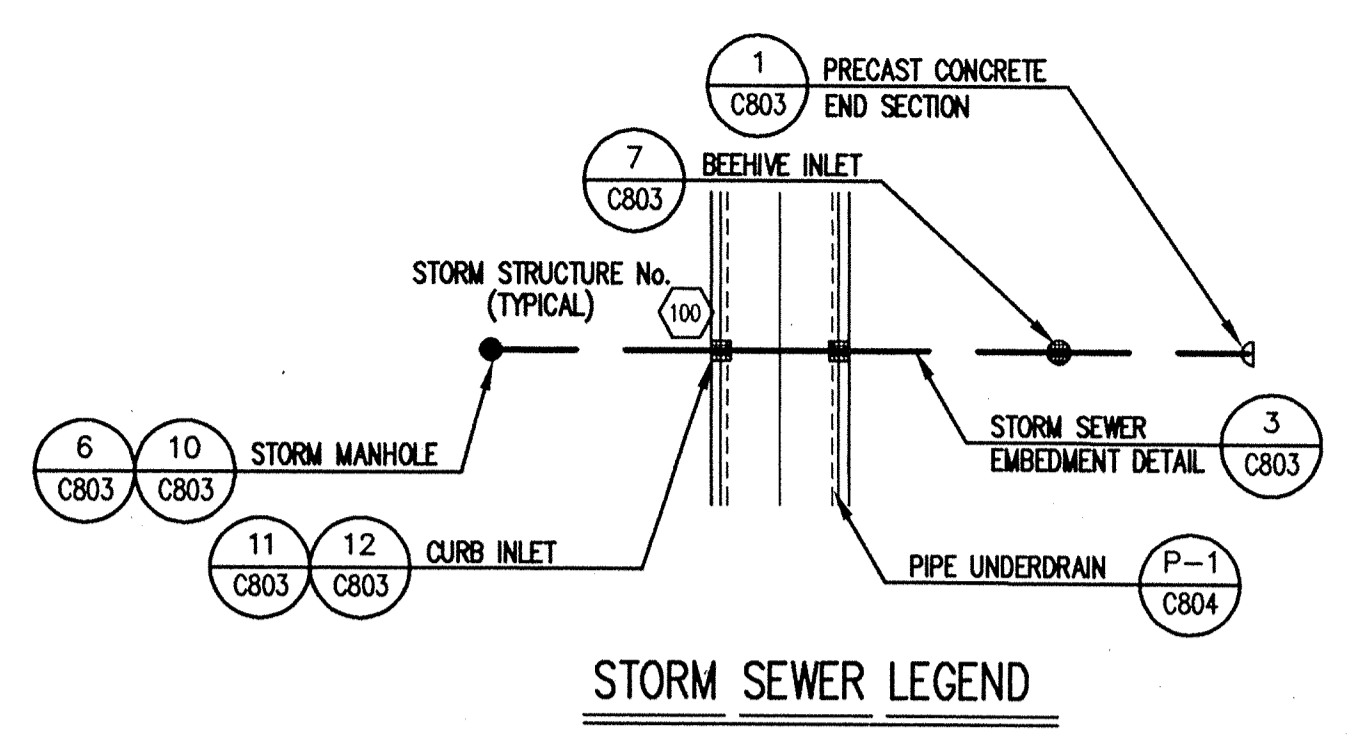 1
C803
PRECAST CONCRETE
END SECTION
7
C803
BEEHIVE INLET
STORM STRUCTURE No.
(TYPICAL)
100
6
C803
10
C803
STORM MANHOLE
STORM SEWER
EMBEDMENT DETAIL
3
C803
11
C803
12
C803
CURB INLET
PIPE UNDERDRAIN
P-1
C804
STORM SEWER LEGEND